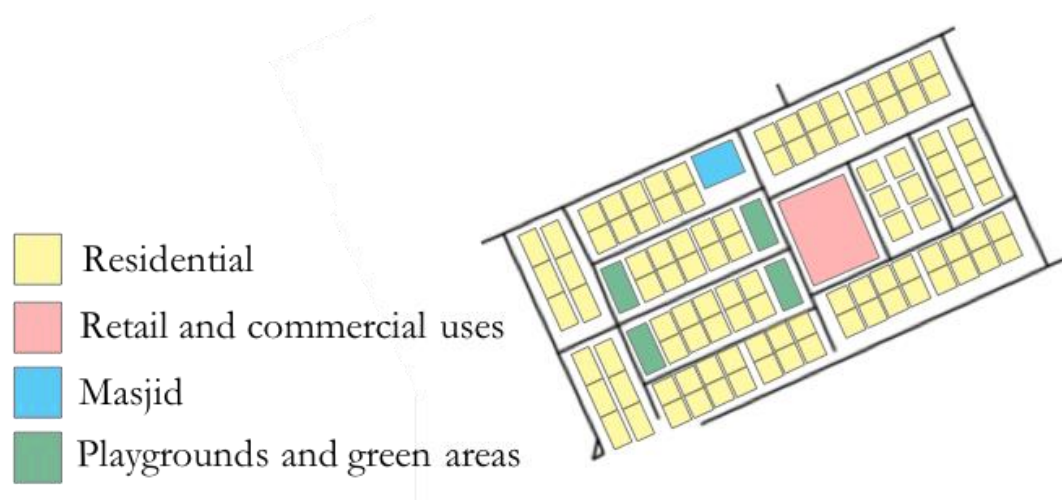 Residential
Retail and commercial uses
Masjid
Playgrounds and green areas